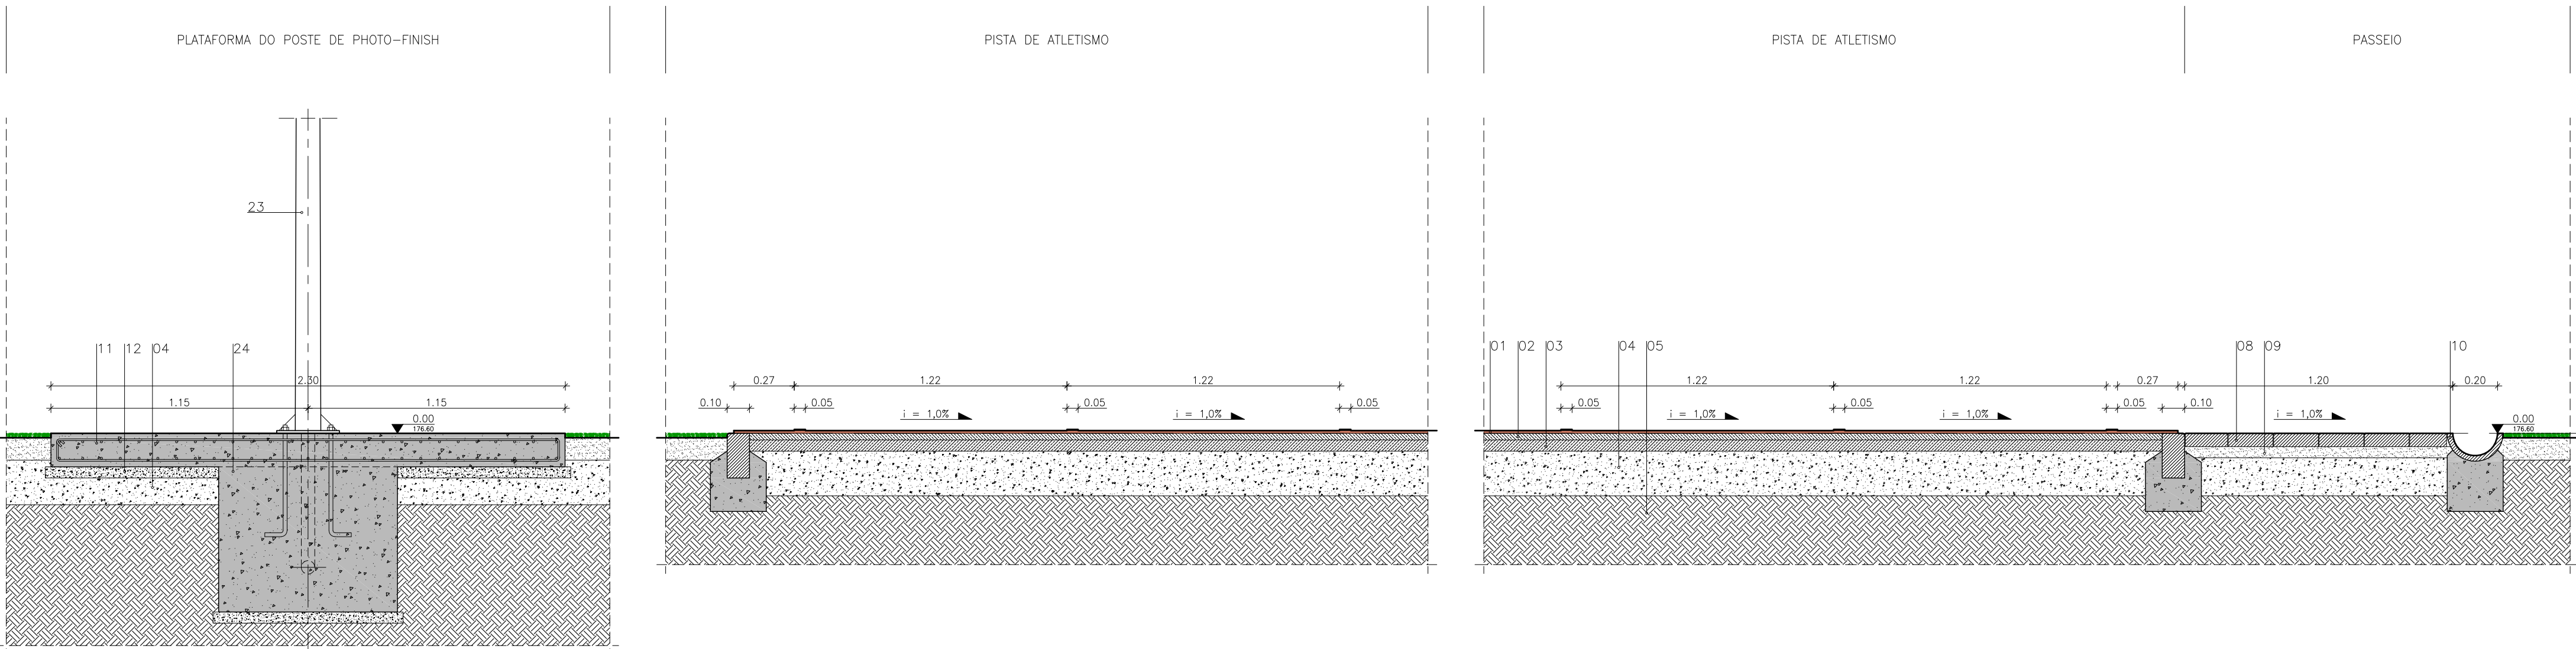 PLATAFORMA DO POSTE DE PHOTO-FINISH
PISTA DE ATLETISMO
PISTA DE ATLETISMO
PASSEIO
23
11 12 04 24
2.30
1.15 1.15
0.00
176.60
0.27 1.22 1.22
0.10 0.05 0.05 0.05
i = 1,0% i = 1,0%
01 02 03 04 05 08 09 10
1.22 1.22 0.27 1.20 0.20
0.05 0.05 0.05 0.10
i = 1,0% i = 1,0% i = 1,0%
0.00
176.60